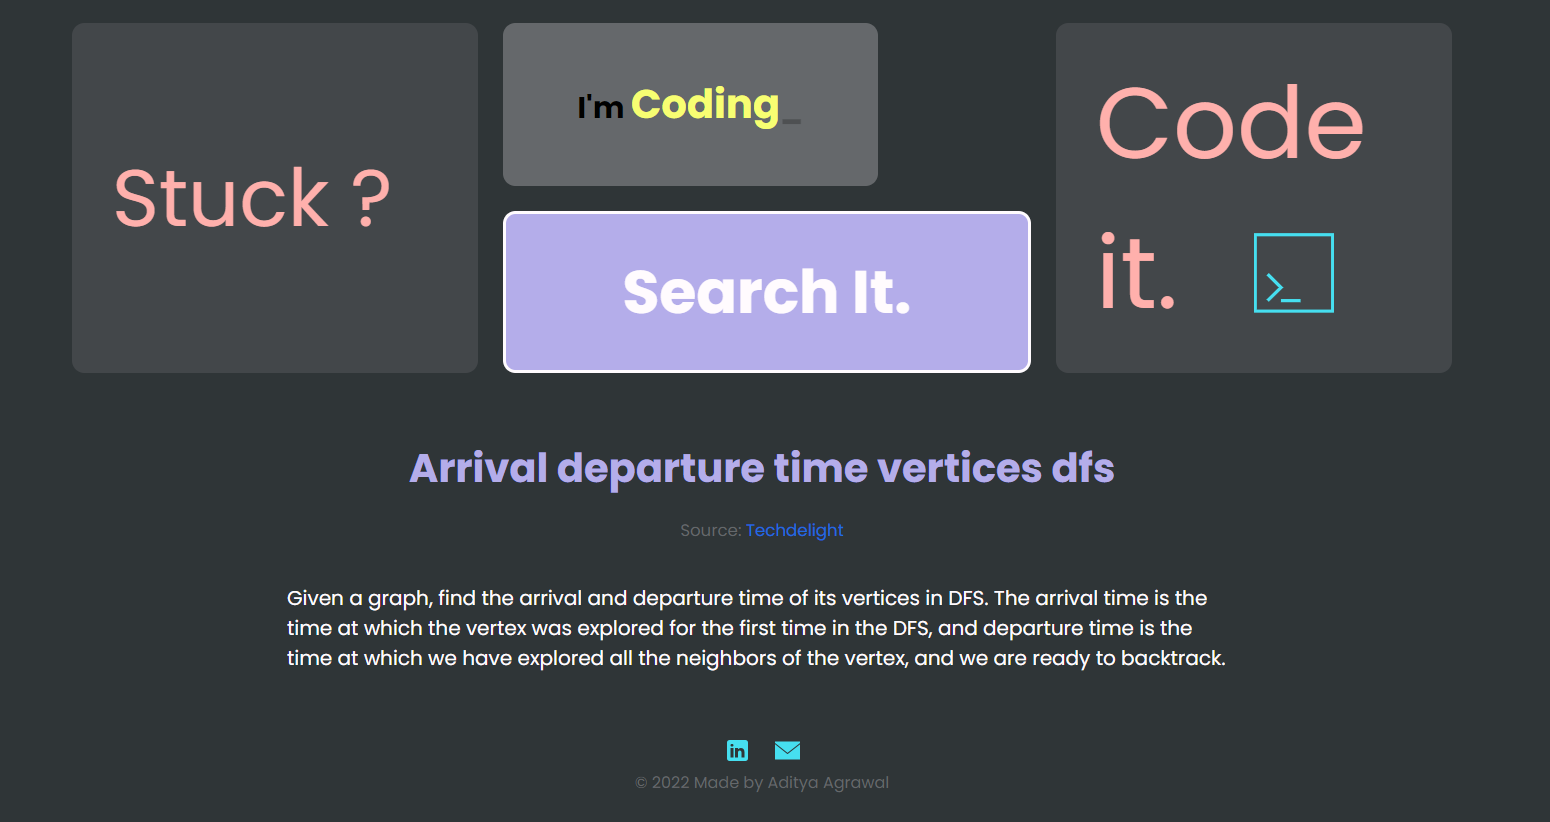 Stuck ?
I'm Coding_
Search It.
Code
it.
>_
Arrival departure time vertices dfs
Source: Techdelight
Given a graph, find the arrival and departure time of its vertices in DFS. The arrival time is the
time at which the vertex was explored for the first time in the DFS, and departure time is the
time at which we have explored all the neighbors of the vertex, and we are ready to backtrack.
in
© 2022 Made by Aditya Agrawal